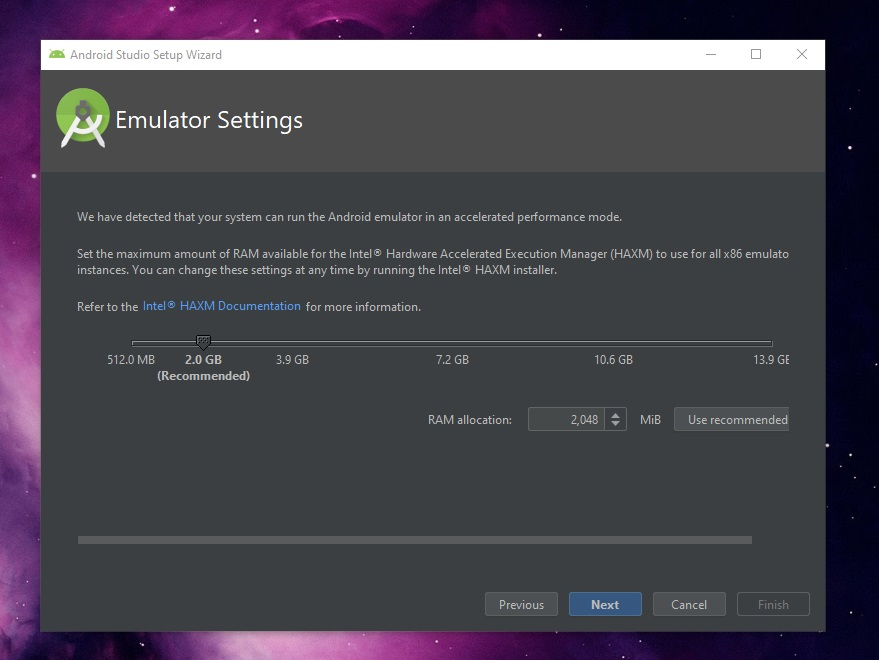 Android Studio Setup Wizard
Emulator Settings
We have detected that your system can run the Android emulator in an accelerated performance mode.
Set the maximum amount of RAM available for the Intel® Hardware Accelerated Execution Manager (HAXM) to use for all x86 emulato
instances. You can change these settings at any time by running the Intel® HAXM installer.
Refer to the Intel® HAXM Documentation for more information.
512.0 MB 2.0 GB 3.9 GB 7.2 GB 10.6 GB 13.9 GB
(Recommended)
RAM allocation: 2,048 MiB Use recommended
Previous Next Cancel Finish